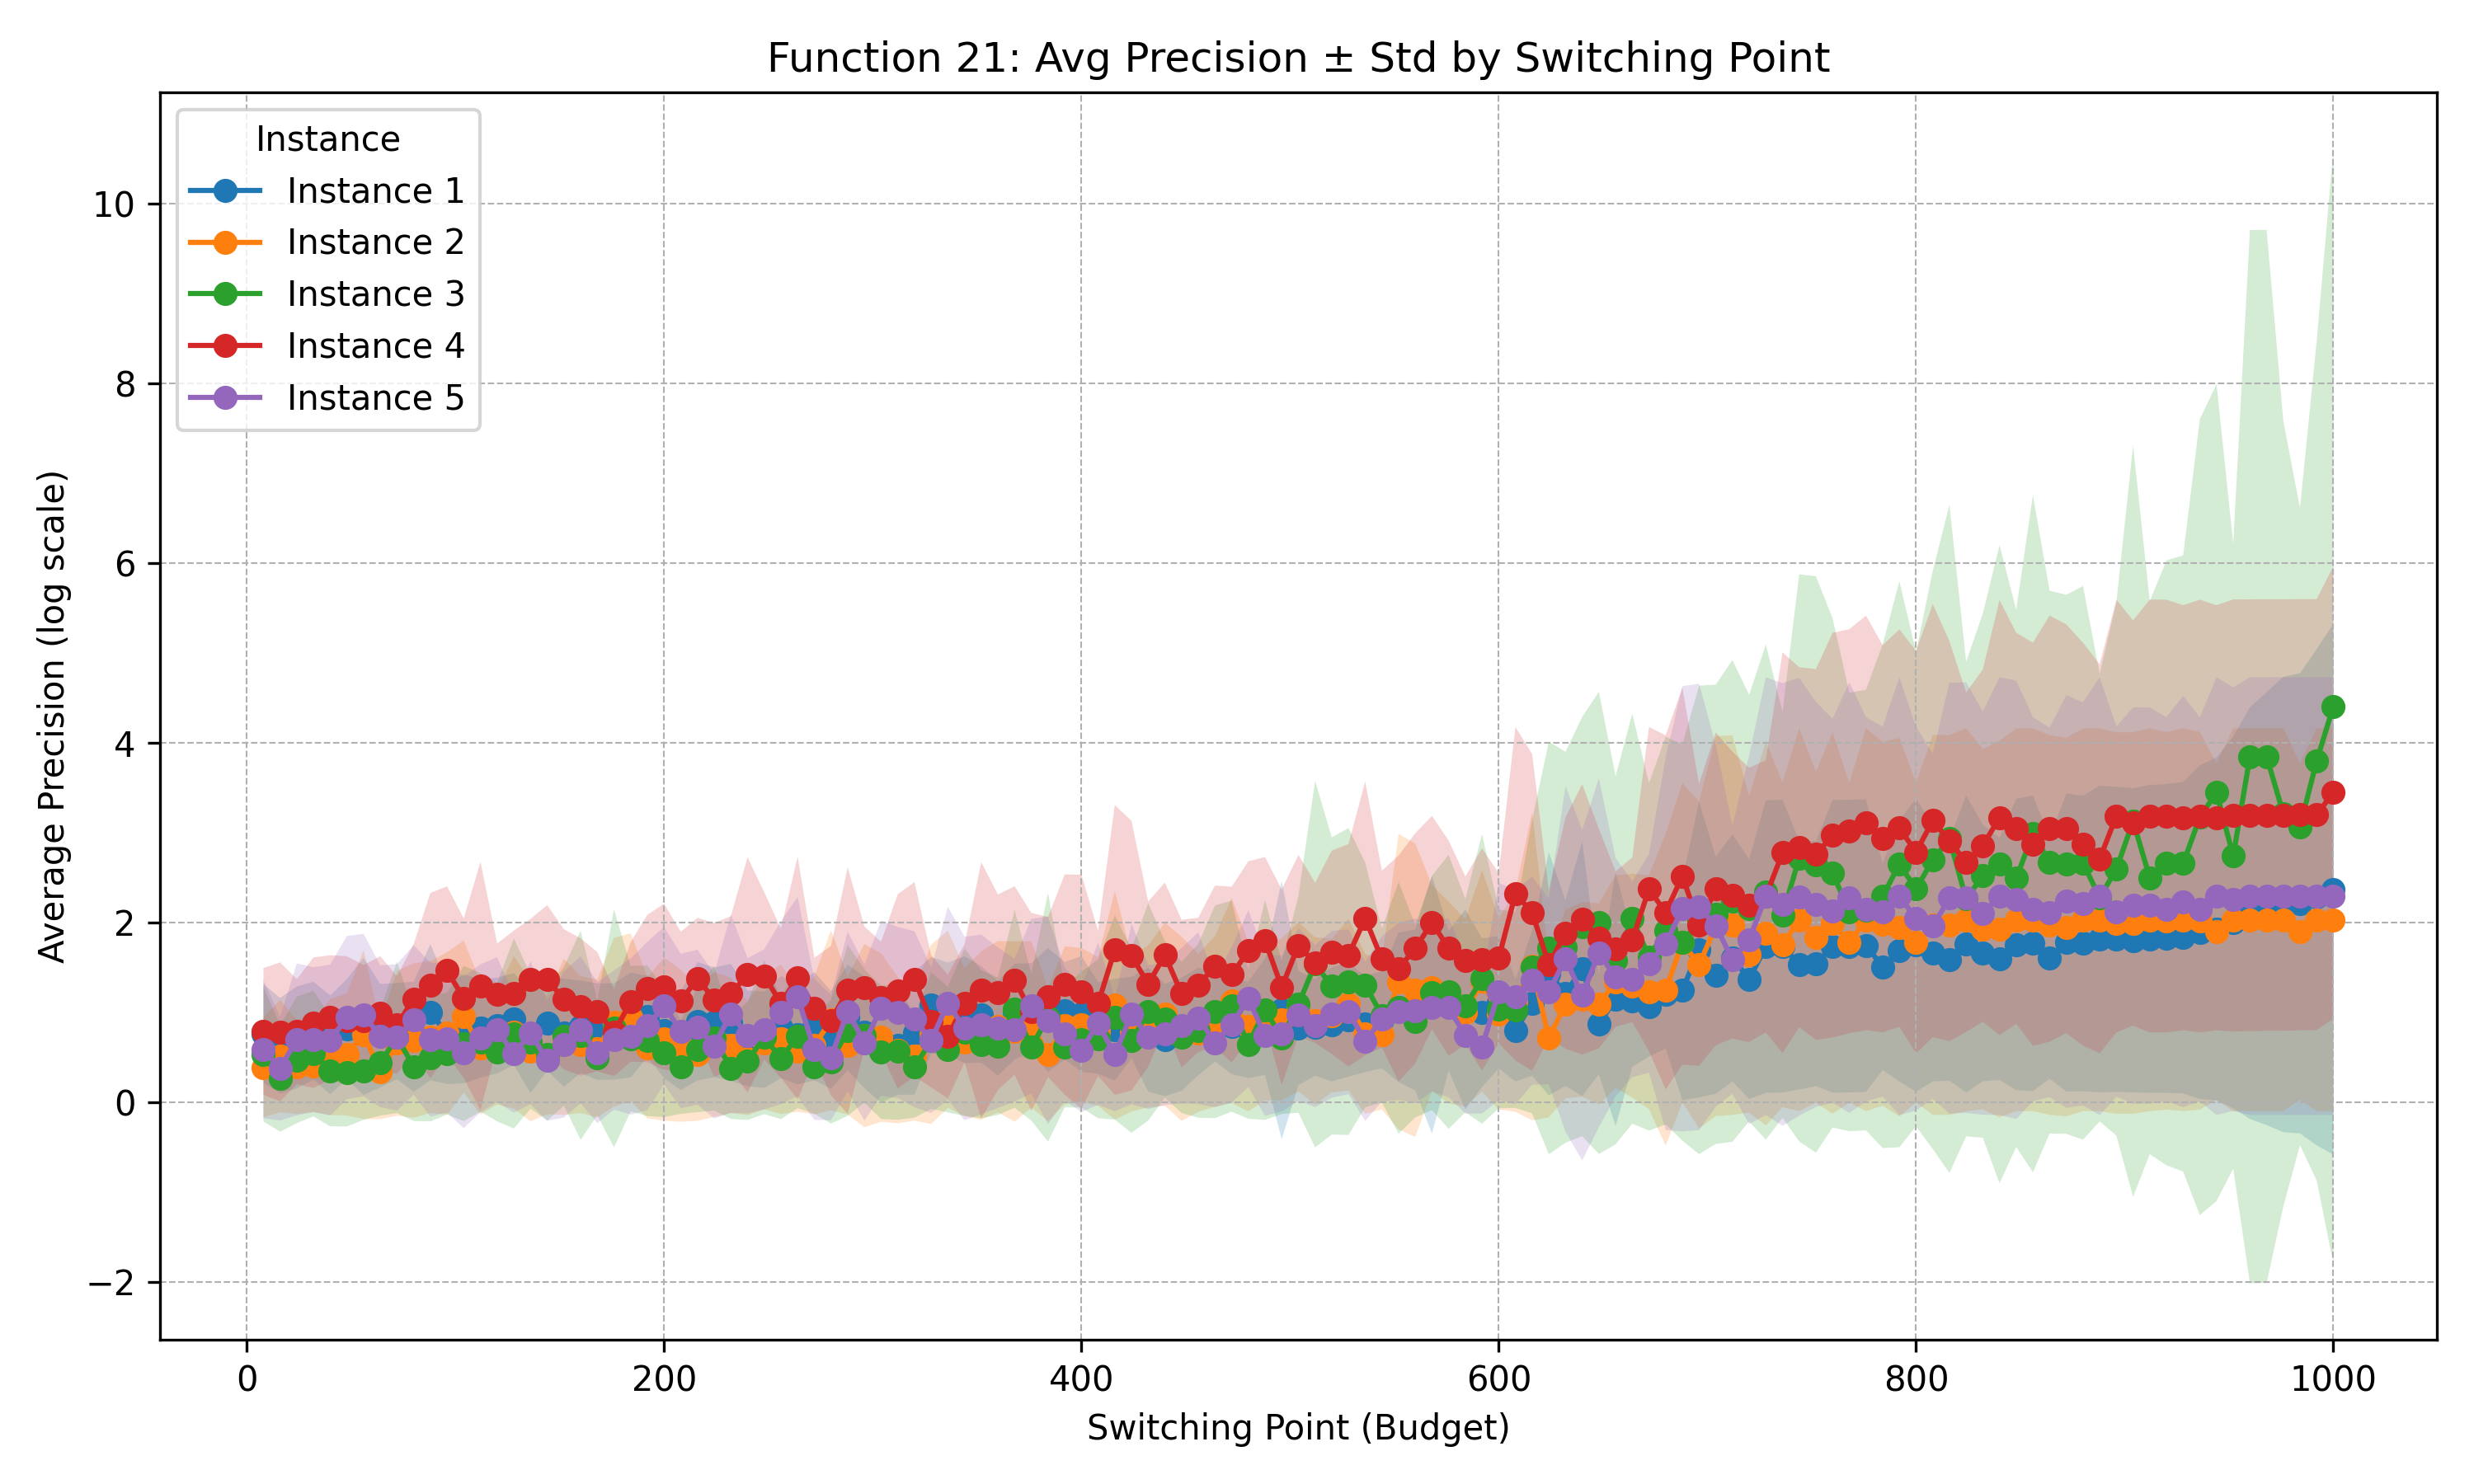 Function 21: Avg Precision ± Std by Switching Point
Instance
Instance 1
Instance 2
Instance 3
Instance 4
Instance 5
Average Precision (log scale)
10
8
6
4
2
0
−2
0
200
400
600
800
1000
Switching Point (Budget)